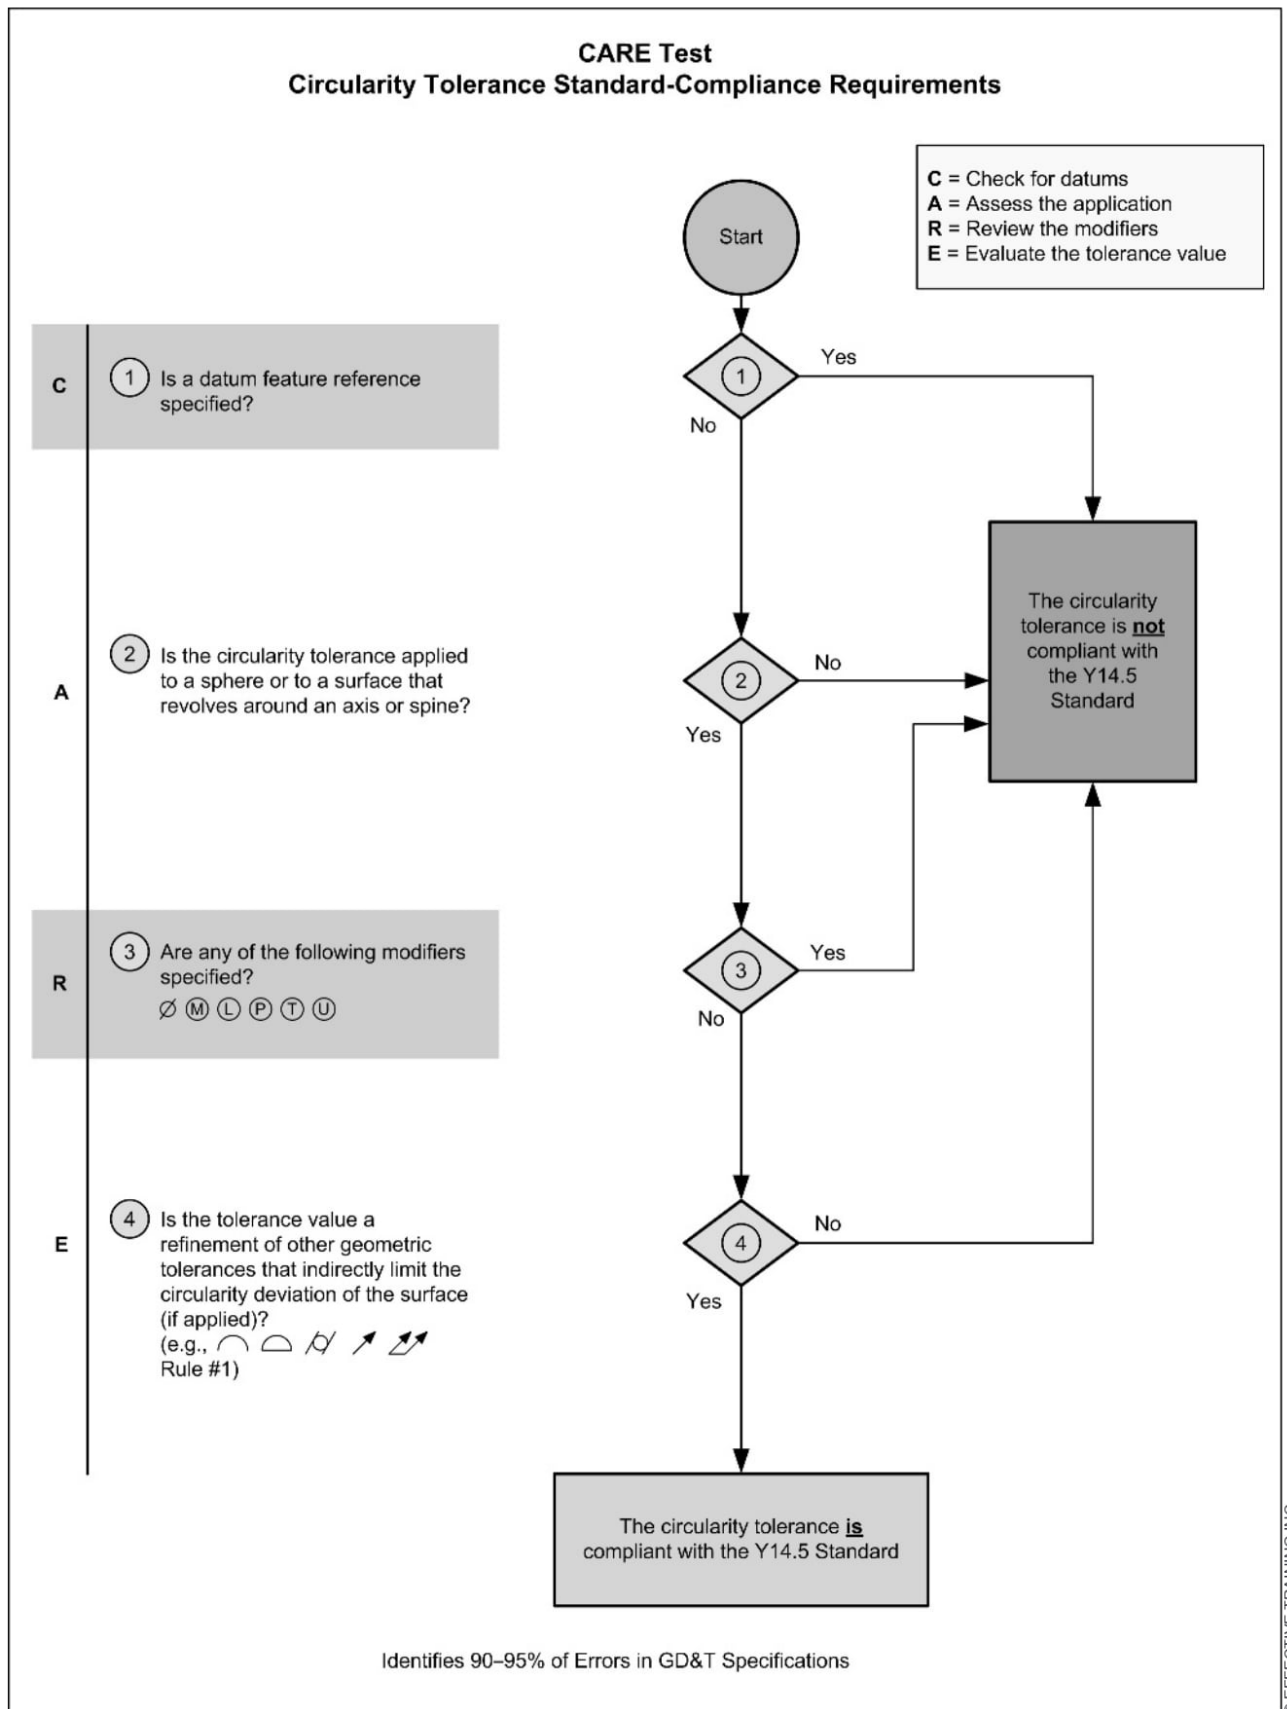 CARE Test
Circularity Tolerance Standard-Compliance Requirements
C = Check for datums
A = Assess the application
R = Review the modifiers
E = Evaluate the tolerance value
Start
C
1 Is a datum feature reference
specified?
1
Yes
No
The circularity
tolerance is not
compliant with
the Y14.5
Standard
A
2 Is the circularity tolerance applied
to a sphere or to a surface that
revolves around an axis or spine?
2
No
Yes
R
3 Are any of the following modifiers
specified?
⌀ Ⓜ Ⓛ Ⓟ Ⓣ Ⓤ
3
Yes
No
E
4 Is the tolerance value a
refinement of other geometric
tolerances that indirectly limit the
circularity deviation of the surface
(if applied)?
(e.g., ⌒ ⌓ ⌭ ↗ ⌰
Rule #1)
4
No
Yes
The circularity tolerance is
compliant with the Y14.5 Standard
Identifies 90–95% of Errors in GD&T Specifications